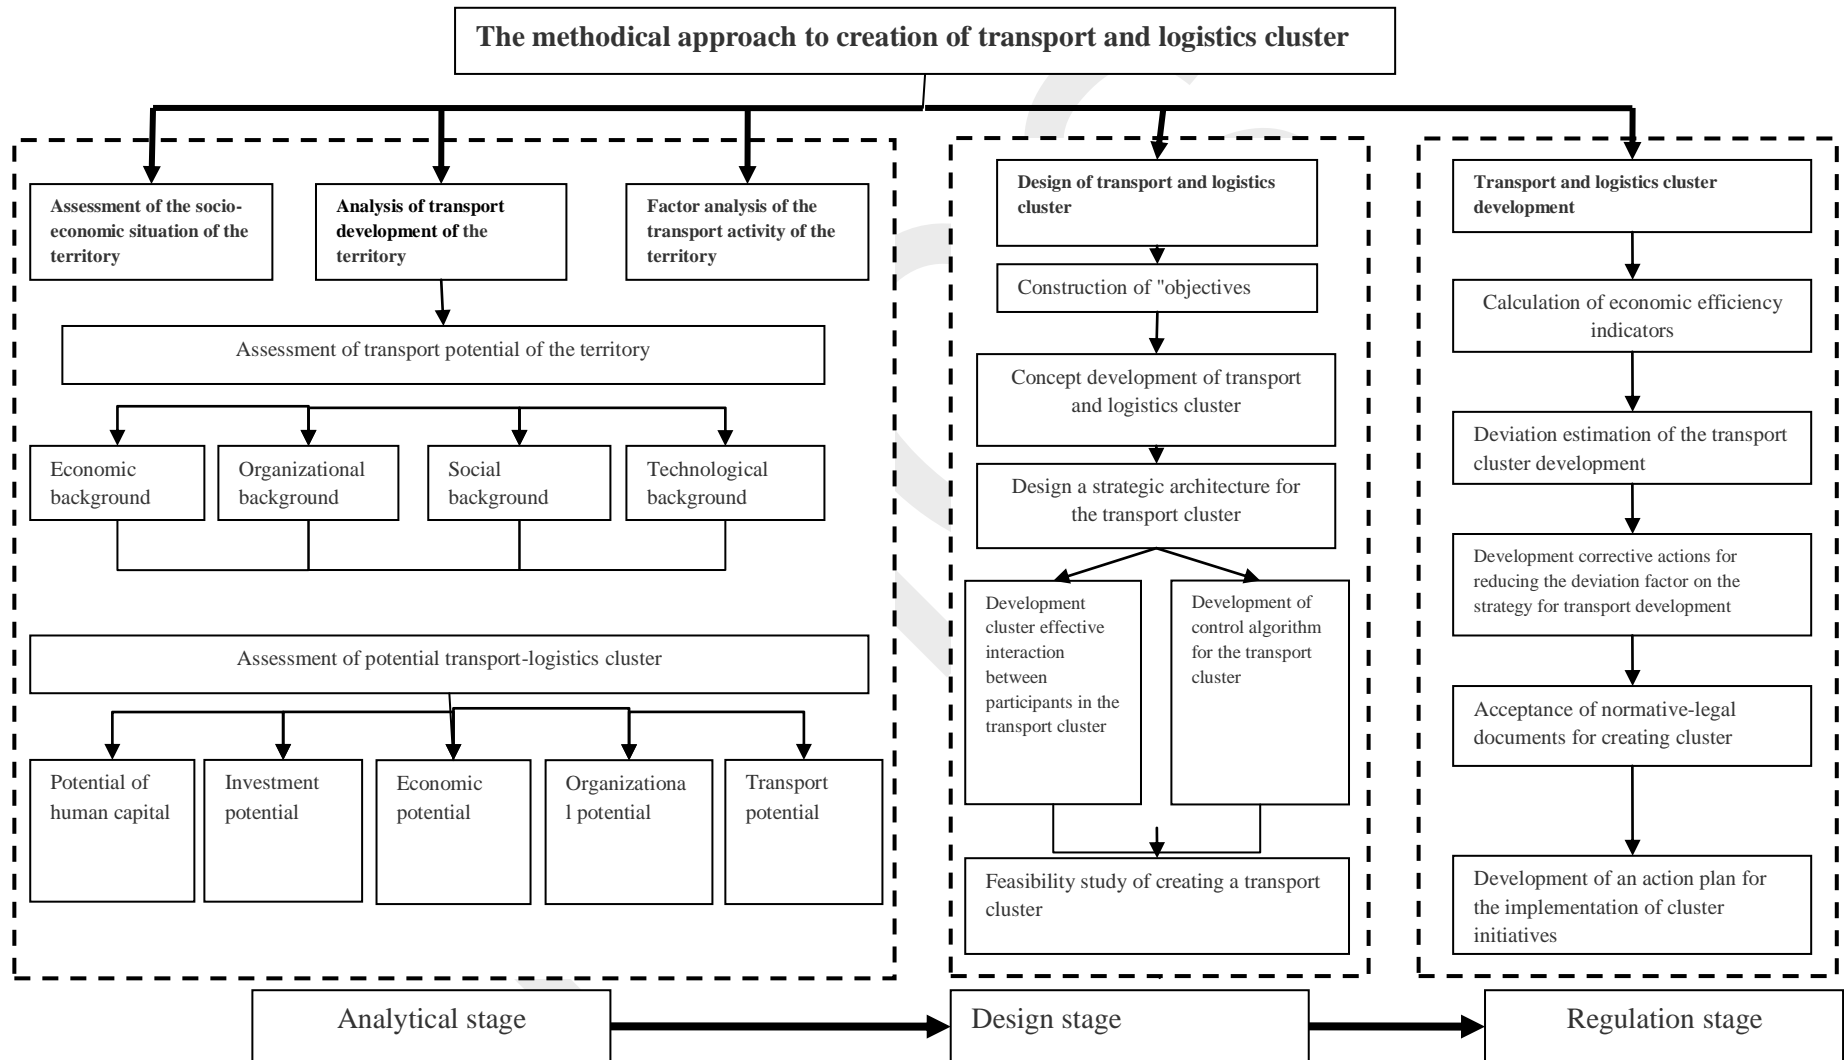 The methodical approach to creation of transport and logistics cluster
Assessment of the socio-
economic situation of the
territory
Analysis of transport
development of the
territory
Factor analysis of the
transport activity of the
territory
Assessment of transport potential of the territory
Economic
background
Organizational
background
Social
background
Technological
background
Assessment of potential transport-logistics cluster
Potential of
human capital
Investment
potential
Economic
potential
Organizationa
l potential
Transport
potential
Design of transport and logistics
cluster
Construction of "objectives
Concept development of transport
and logistics cluster
Design a strategic architecture for
the transport cluster
Development
cluster effective
interaction
between
participants in the
transport cluster
Development of
control algorithm
for the transport
cluster
Feasibility study of creating a transport
cluster
Transport and logistics cluster
development
Calculation of economic efficiency
indicators
Deviation estimation of the transport
cluster development
Development corrective actions for
reducing the deviation factor on the
strategy for transport development
Acceptance of normative-legal
documents for creating cluster
Development of an action plan for
the implementation of cluster
initiatives
Analytical stage
Design stage
Regulation stage